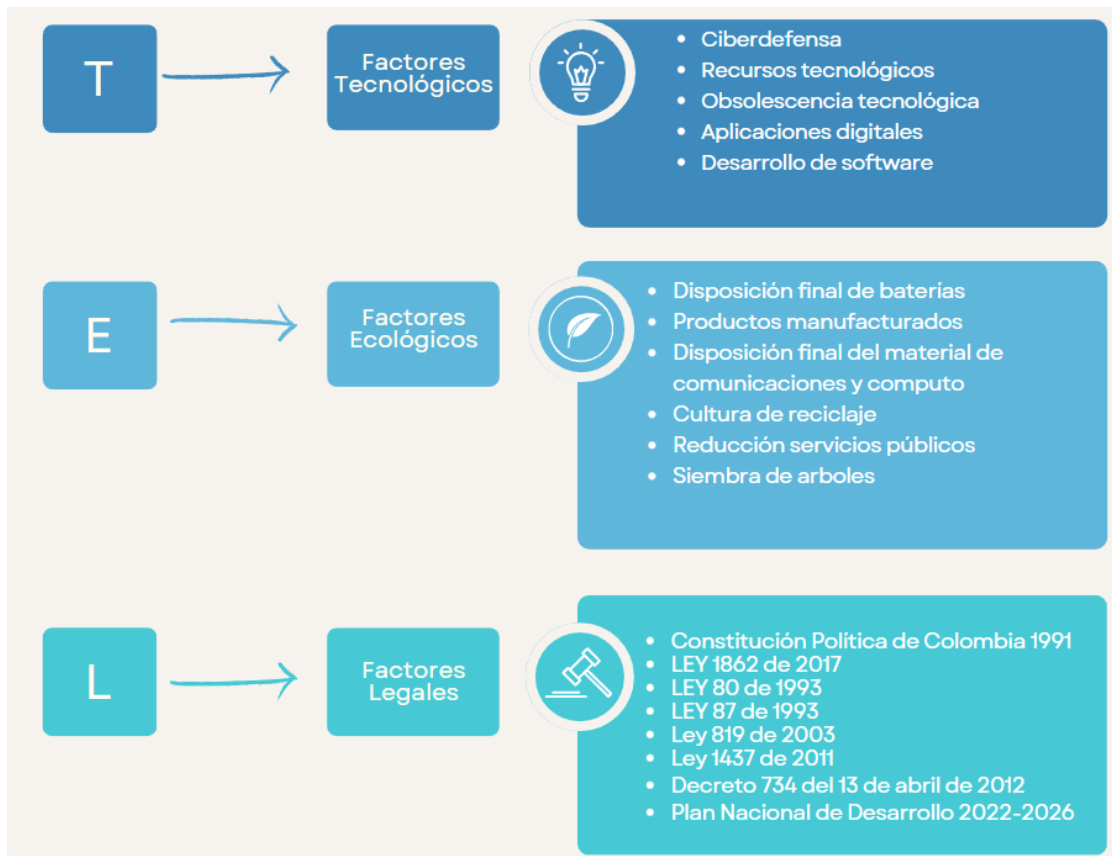 T
Factores
Tecnológicos
• Ciberdefensa
• Recursos tecnológicos
• Obsolescencia tecnológica
• Aplicaciones digitales
• Desarrollo de software
E
Factores
Ecológicos
• Disposición final de baterías
• Productos manufacturados
• Disposición final del material de
comunicaciones y computo
• Cultura de reciclaje
• Reducción servicios públicos
• Siembra de arboles
L
Factores
Legales
• Constitución Política de Colombia 1991
• LEY 1862 de 2017
• LEY 80 de 1993
• LEY 87 de 1993
• Ley 819 de 2003
• Ley 1437 de 2011
• Decreto 734 del 13 de abril de 2012
• Plan Nacional de Desarrollo 2022-2026